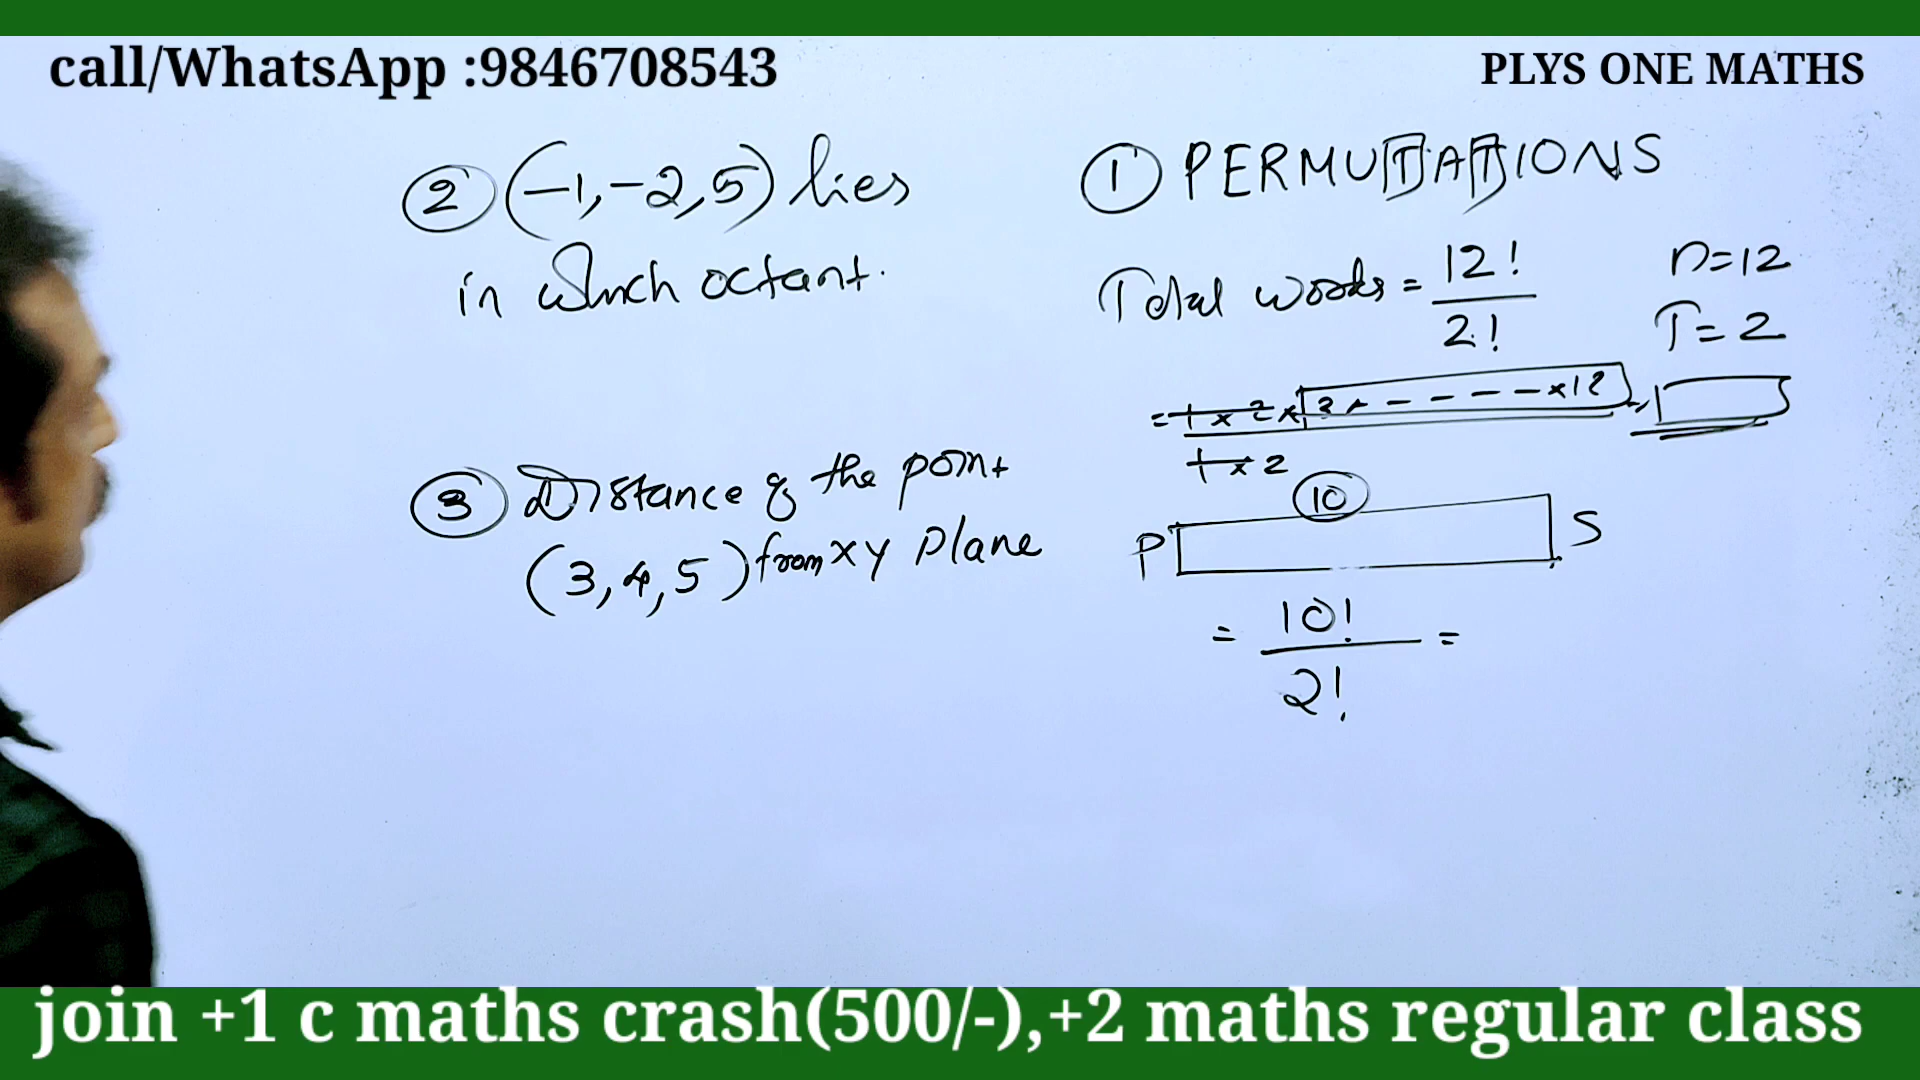 call/WhatsApp :9846708543
PLYS ONE MATHS
② (-1,-2,5) lies
in which octant.
③ Distance of the point
(3,4,5) from xy plane
① PERMUTATIONS
Total words = 12!/2!
n=12
T=2
= 1 x 2 x 3 x - - - - x 12 =
1 x 2
10
P S
= 10!/2! =
join +1 c maths crash(500/-),+2 maths regular class